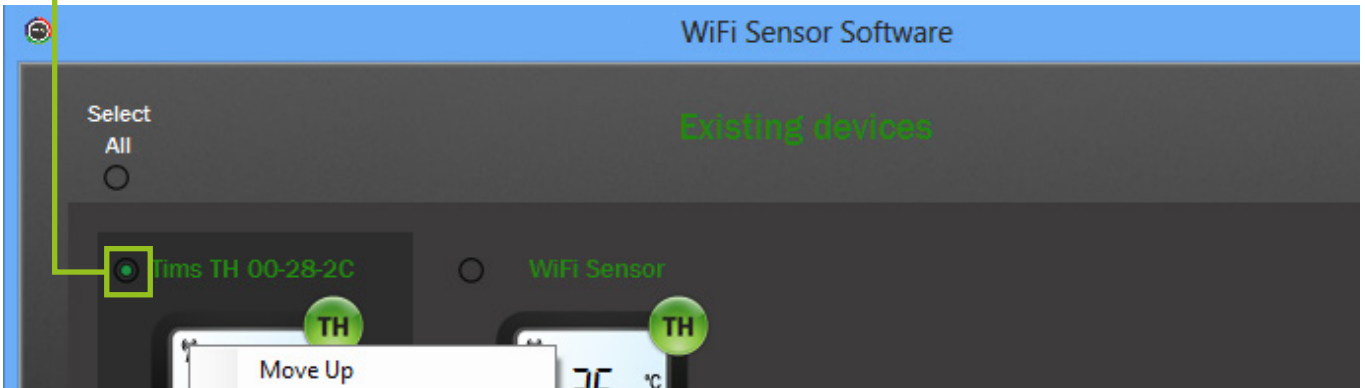 WiFi Sensor Software
Select
All
Existing devices
Tims TH 00-28-2C
WiFi Sensor
TH
TH
Move Up
°C